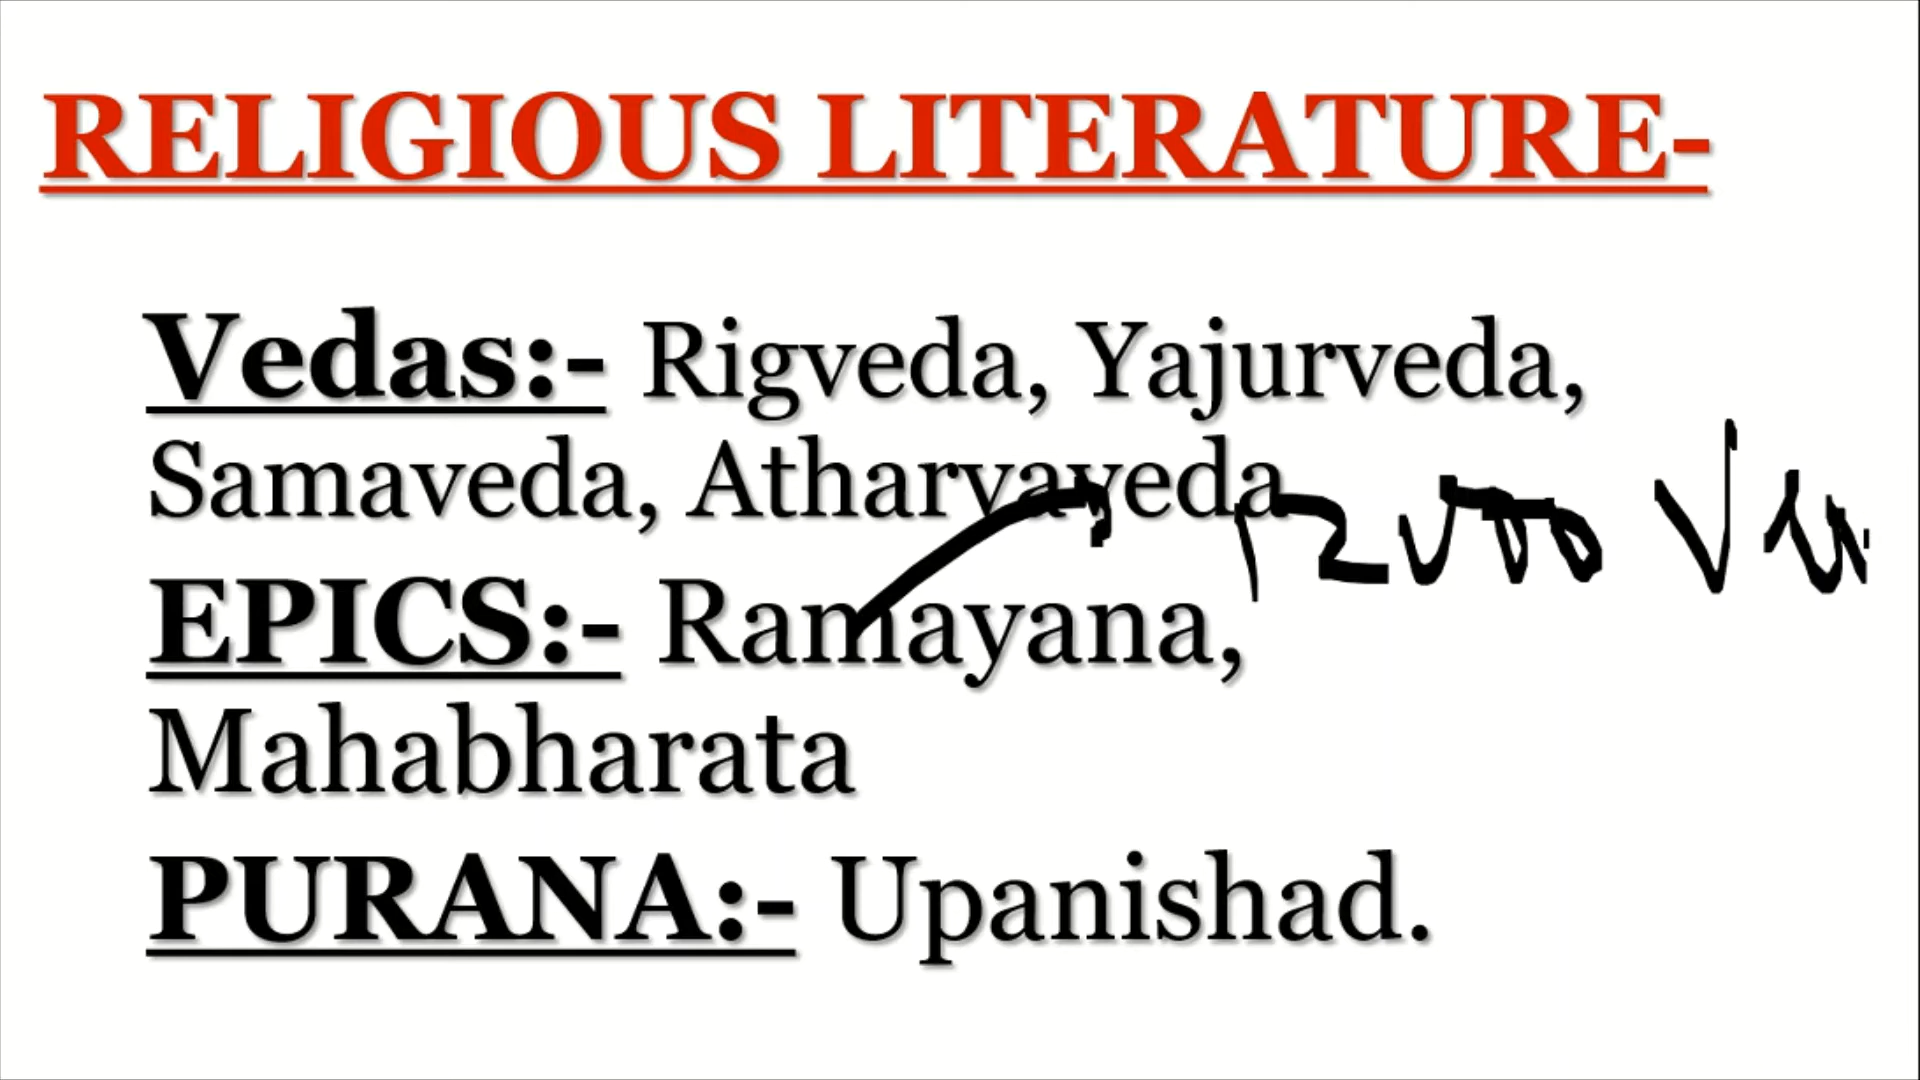 RELIGIOUS LITERATURE-
Vedas:- Rigveda, Yajurveda,
Samaveda, Atharvaveda
EPICS:- Ramayana,
Mahabharata
PURANA:- Upanishad.